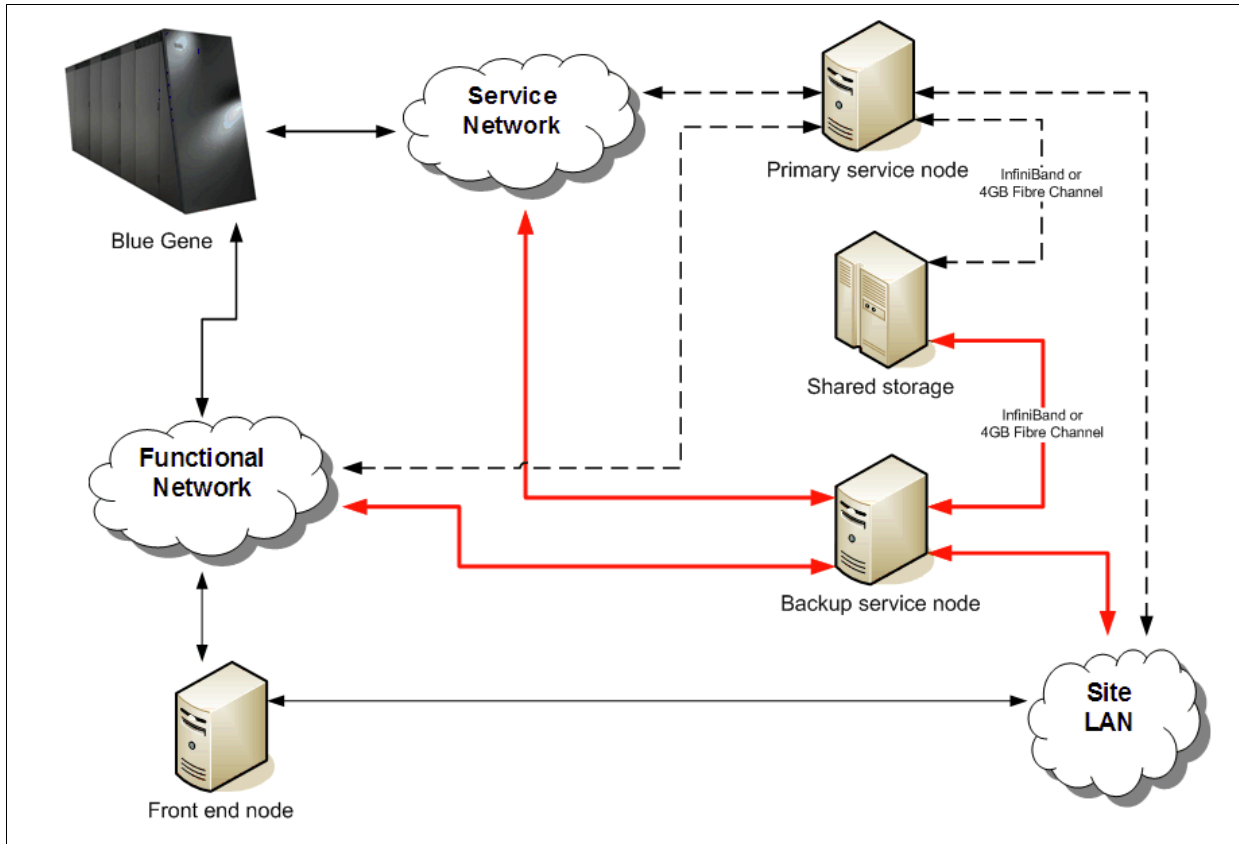 Service
Network
Primary service node
InfiniBand or
4GB Fibre Channel
Blue Gene
Shared storage
InfiniBand or
4GB Fibre Channel
Functional
Network
Backup service node
Site
LAN
Front end node